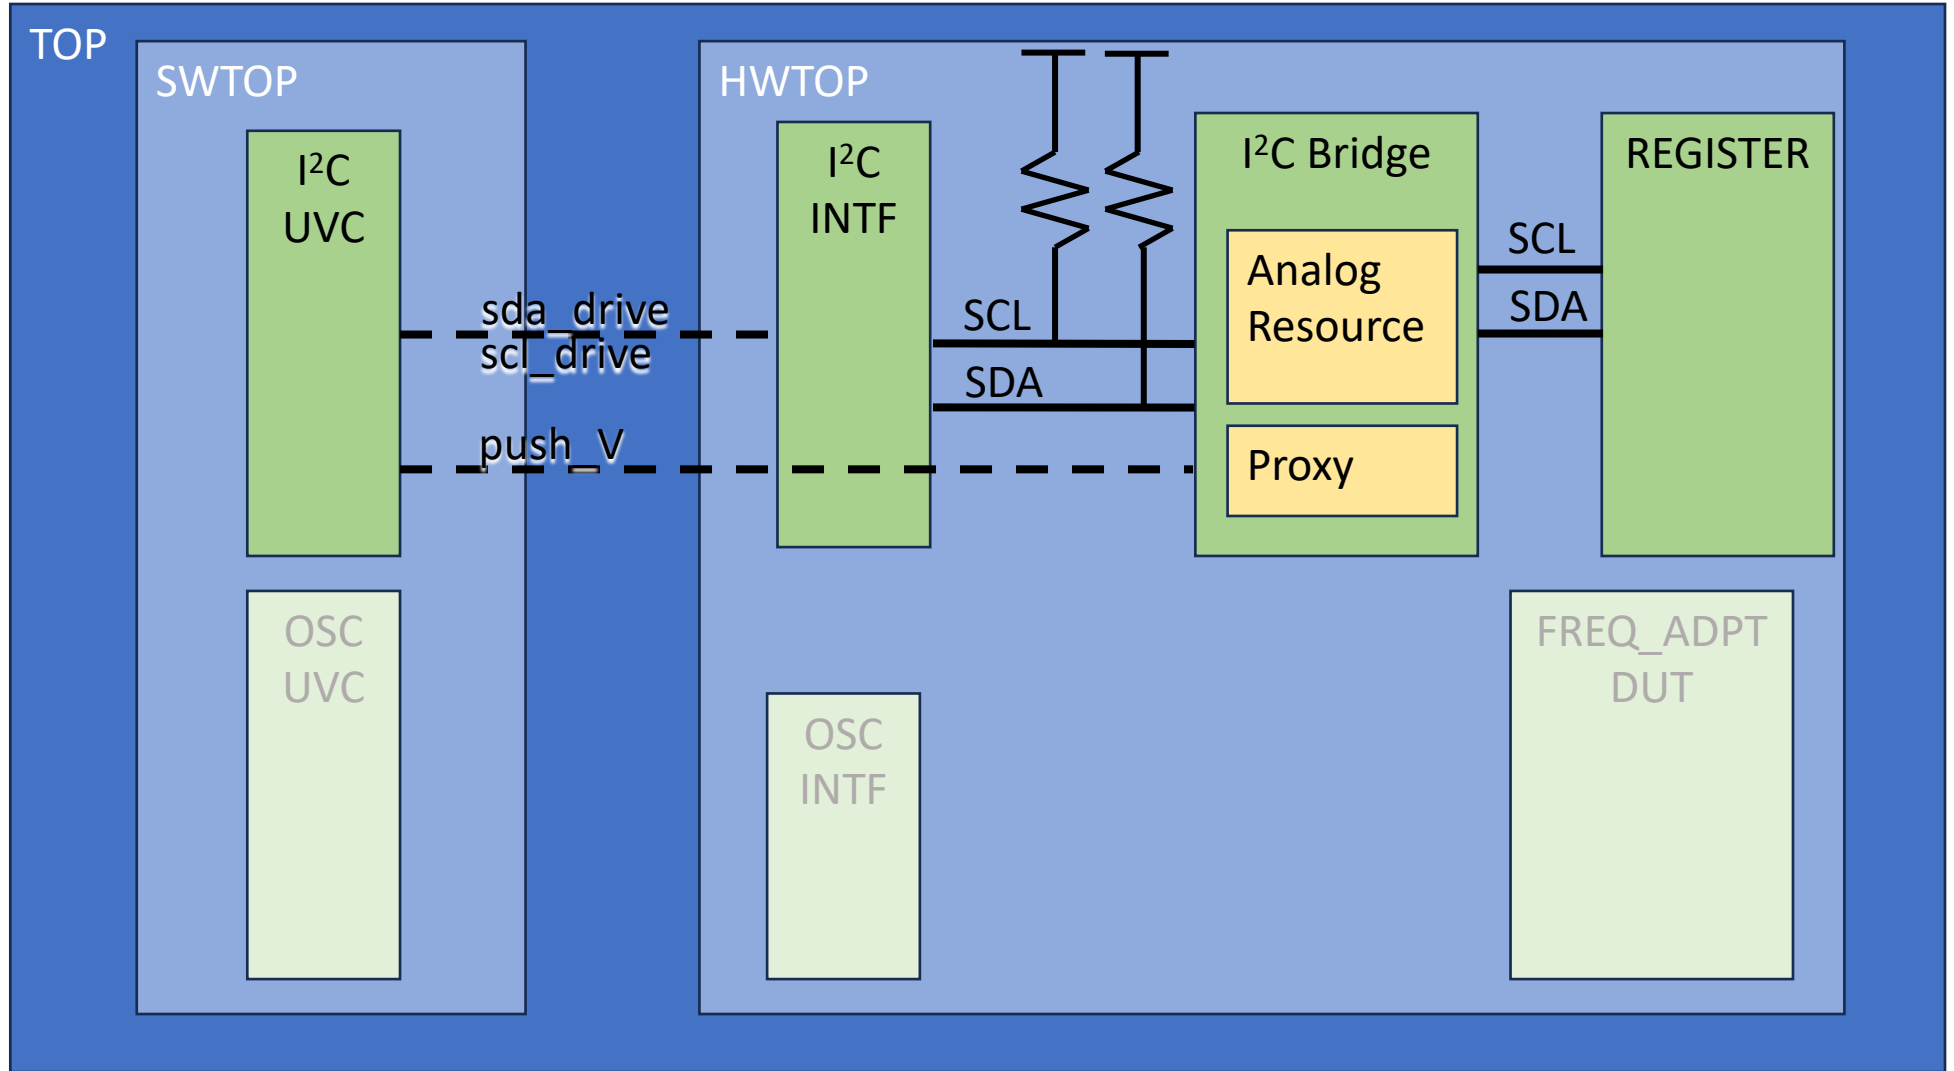 TOP
SWTOP
HWTOP
I²C
UVC
I²C
INTF
I²C Bridge
REGISTER
Analog
Resource
Proxy
SCL
SDA
sda_drive
scl_drive
SCL
SDA
push_V
OSC
UVC
OSC
INTF
FREQ_ADPT
DUT